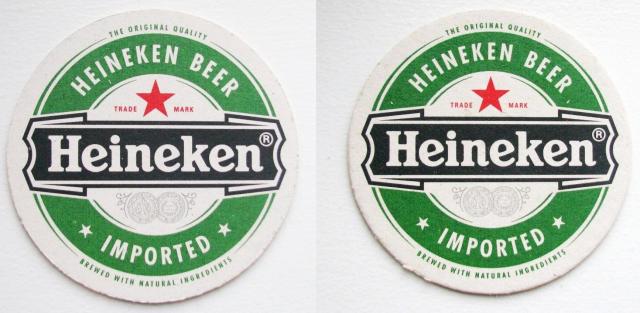 THE ORIGINAL QUALITY
HEINEKEN BEER
TRADE MARK
Heineken®
IMPORTED
BREWED WITH NATURAL INGREDIENTS
THE ORIGINAL QUALITY
HEINEKEN BEER
TRADE MARK
Heineken®
IMPORTED
BREWED WITH NATURAL INGREDIENTS